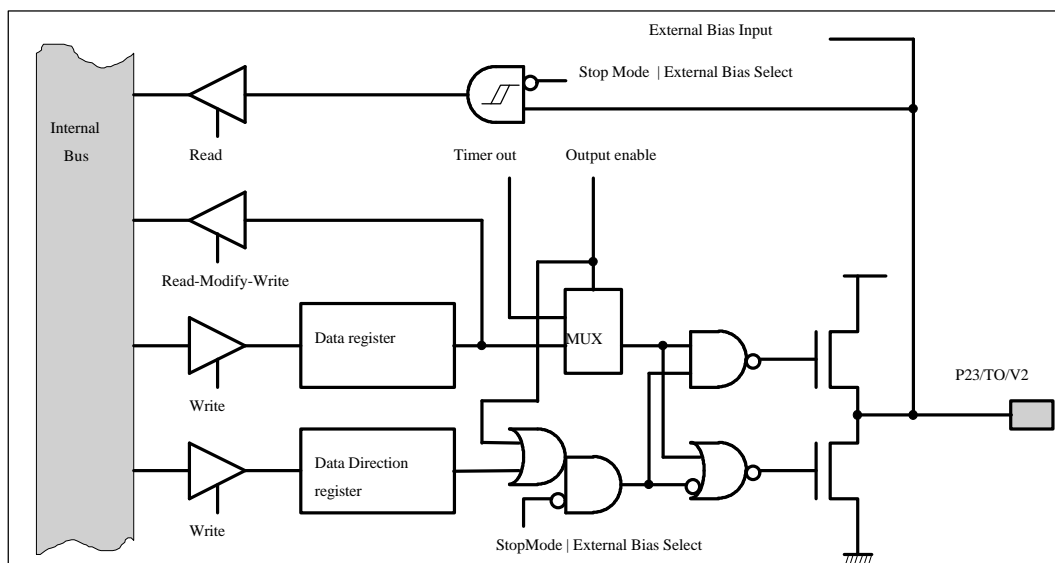 External Bias Input
Stop Mode | External Bias Select
Internal
Bus
Read
Timer out
Output enable
Read-Modify-Write
Data register
MUX
Write
P23/TO/V2
Data Direction
register
Write
StopMode | External Bias Select